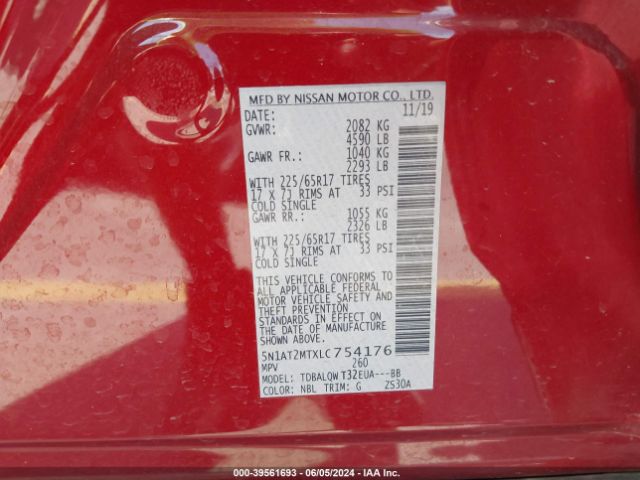 MFD BY NISSAN MOTOR CO., LTD.
DATE: 11/19
GVWR: 2082 KG
4590 LB
GAWR FR.: 1040 KG
2293 LB
WITH 225/65R17 TIRES
17 X 7J RIMS AT 33 PSI
COLD SINGLE
GAWR RR.: 1055 KG
2326 LB
WITH 225/65R17 TIRES
17 X 7J RIMS AT 33 PSI
COLD SINGLE
THIS VEHICLE CONFORMS TO
ALL APPLICABLE FEDERAL
MOTOR VEHICLE SAFETY AND
THEFT PREVENTION
STANDARDS IN EFFECT ON
THE DATE OF MANUFACTURE
SHOWN ABOVE.
5N1AT2MTXLC754176
MPV 260
MODEL: TDBALQW T32EUA---BB
COLOR: NBL TRIM: G ZS30A
000-39561693 - 06/05/2024 - IAA Inc.